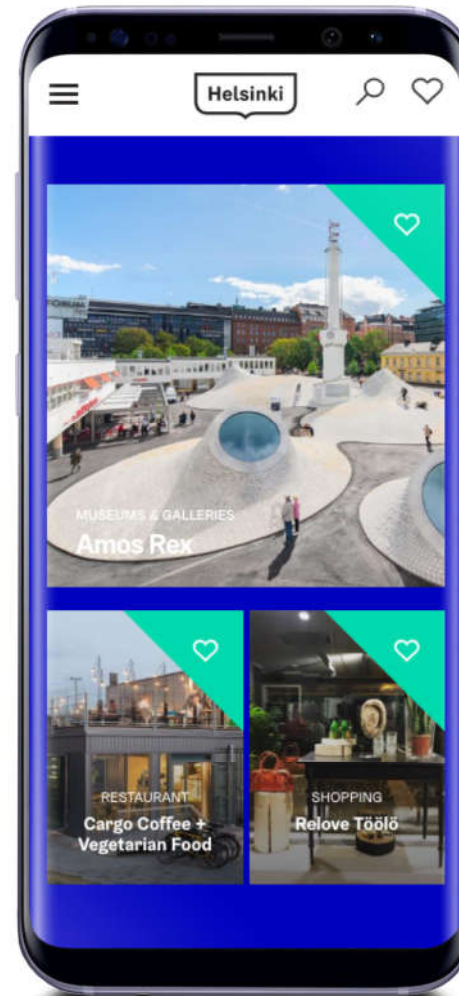 Helsinki
MUSEUMS & GALLERIES
Amos Rex
RESTAURANT
Cargo Coffee +
Vegetarian Food
SHOPPING
Relove Töölö